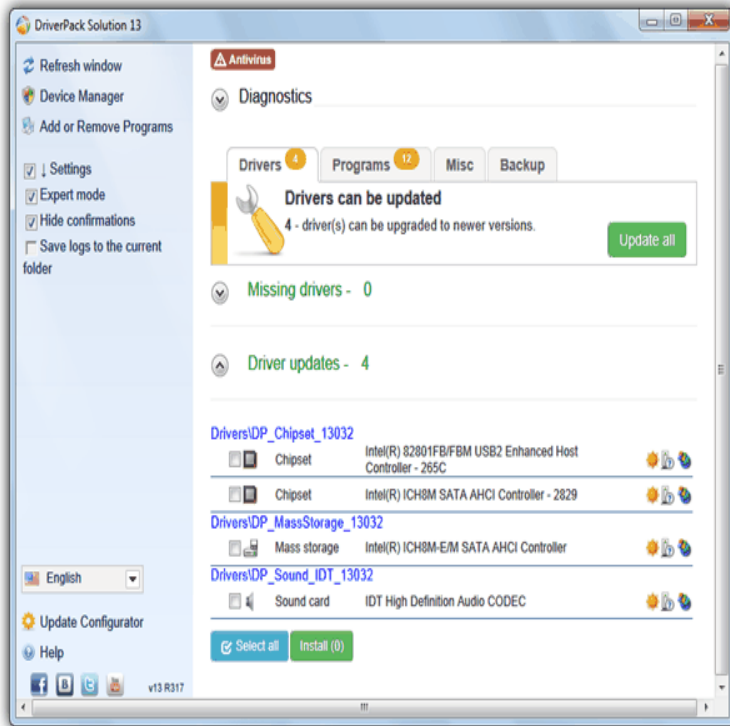 DriverPack Solution 13
Refresh window
Device Manager
Add or Remove Programs
↓ Settings
Expert mode
Hide confirmations
Save logs to the current
folder
English
Update Configurator
Help
v13 R317
Antivirus
Diagnostics
Drivers 4 Programs 12 Misc Backup
Drivers can be updated
4 - driver(s) can be upgraded to newer versions.
Update all
Missing drivers - 0
Driver updates - 4
Drivers\DP_Chipset_13032
Chipset Intel(R) 82801FB/FBM USB2 Enhanced Host
Controller - 265C
Chipset Intel(R) ICH8M SATA AHCI Controller - 2829
Drivers\DP_MassStorage_13032
Mass storage Intel(R) ICH8M-E/M SATA AHCI Controller
Drivers\DP_Sound_IDT_13032
Sound card IDT High Definition Audio CODEC
Select all Install (0)